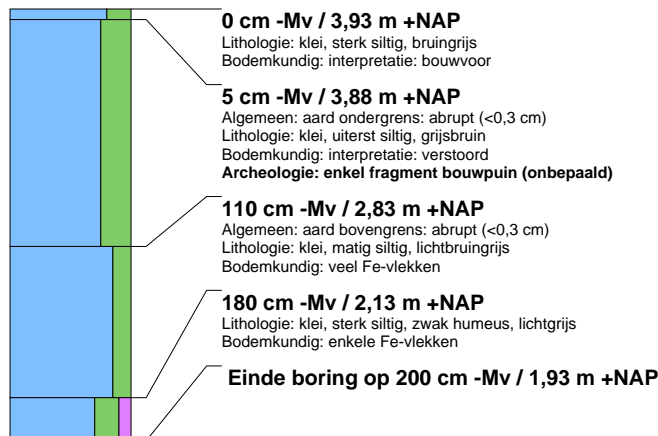 0 cm -Mv / 3,93 m +NAP
Lithologie: klei, sterk siltig, bruingrijs
Bodemkundig: interpretatie: bouwvoor
5 cm -Mv / 3,88 m +NAP
Algemeen: aard ondergrens: abrupt (<0,3 cm)
Lithologie: klei, uiterst siltig, grijsbruin
Bodemkundig: interpretatie: verstoord
Archeologie: enkel fragment bouwpuin (onbepaald)
110 cm -Mv / 2,83 m +NAP
Algemeen: aard bovengrens: abrupt (<0,3 cm)
Lithologie: klei, matig siltig, lichtbruingrijs
Bodemkundig: veel Fe-vlekken
180 cm -Mv / 2,13 m +NAP
Lithologie: klei, sterk siltig, zwak humeus, lichtgrijs
Bodemkundig: enkele Fe-vlekken
Einde boring op 200 cm -Mv / 1,93 m +NAP